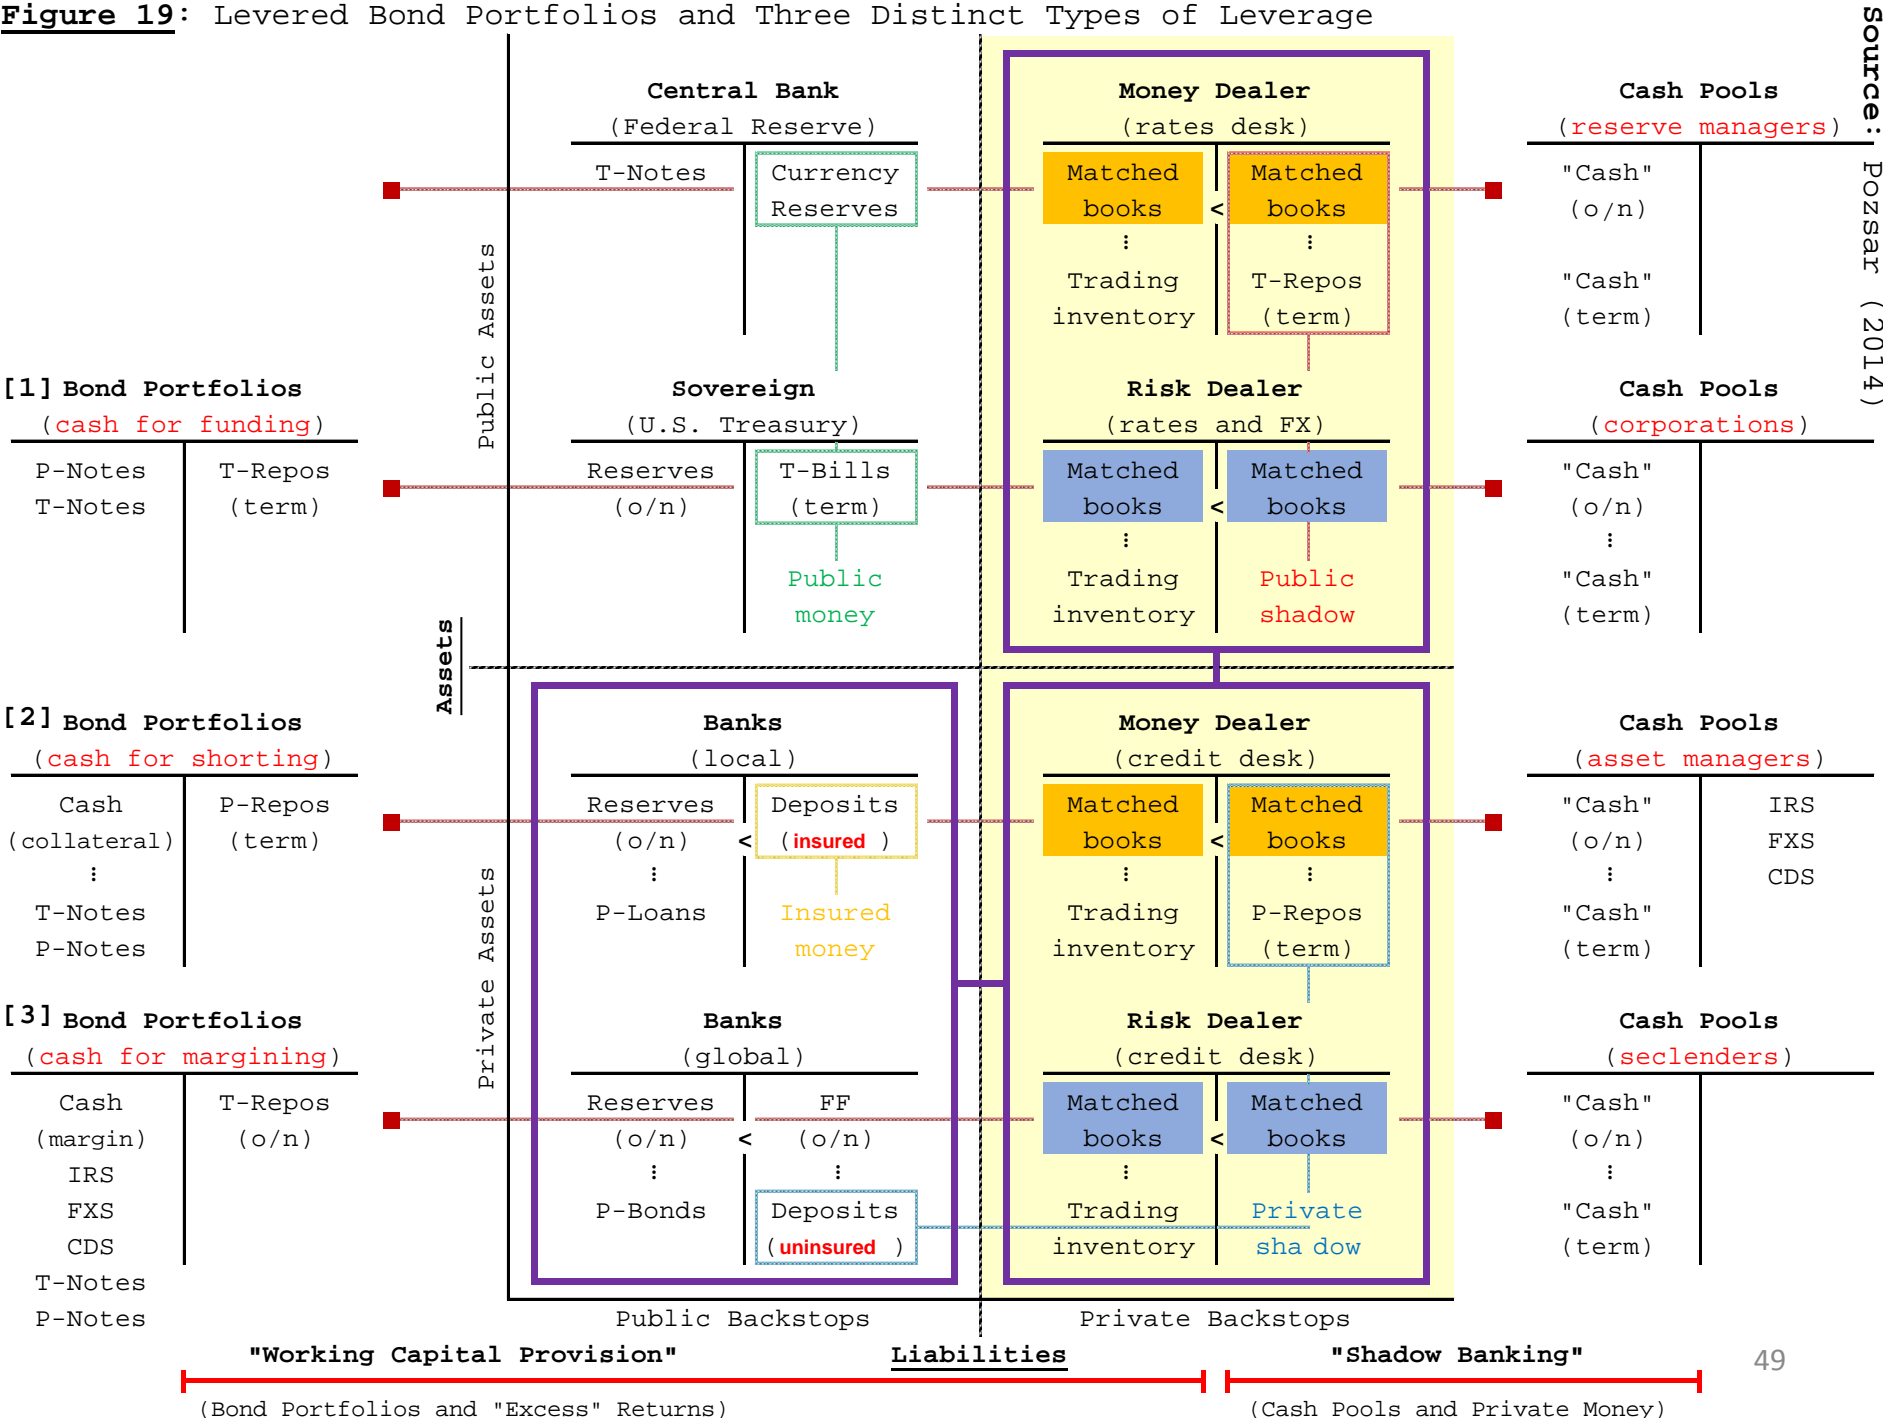 Figure 19: Levered Bond Portfolios and Three Distinct Types of Leverage
Source: Pozsar (2014)
Public Assets
Assets
Private Assets
Central Bank
(Federal Reserve)
T-Notes
Currency
Reserves
Money Dealer
(rates desk)
Matched
books
<
Matched
books
⋮
⋮
Trading
inventory
T-Repos
(term)
Cash Pools
(reserve managers)
"Cash"
(o/n)
"Cash"
(term)
[1] Bond Portfolios
(cash for funding)
P-Notes
T-Notes
T-Repos
(term)
Sovereign
(U.S. Treasury)
Reserves
(o/n)
T-Bills
(term)
Public
money
Risk Dealer
(rates and FX)
Matched
books
<
Matched
books
⋮
Trading
inventory
Public
shadow
Cash Pools
(corporations)
"Cash"
(o/n)
⋮
"Cash"
(term)
[2] Bond Portfolios
(cash for shorting)
Cash
(collateral)
⋮
T-Notes
P-Notes
P-Repos
(term)
Banks
(local)
Reserves
(o/n)
<
⋮
P-Loans
Deposits
(insured )
Insured
money
Money Dealer
(credit desk)
Matched
books
<
Matched
books
⋮
⋮
Trading
inventory
P-Repos
(term)
Cash Pools
(asset managers)
"Cash"
(o/n)
⋮
"Cash"
(term)
IRS
FXS
CDS
[3] Bond Portfolios
(cash for margining)
Cash
(margin)
IRS
FXS
CDS
T-Notes
P-Notes
T-Repos
(o/n)
Banks
(global)
Reserves
(o/n)
<
⋮
P-Bonds
FF
(o/n)
⋮
Deposits
(uninsured )
Risk Dealer
(credit desk)
Matched
books
<
Matched
books
⋮
Trading
inventory
Private
sha dow
Cash Pools
(seclenders)
"Cash"
(o/n)
⋮
"Cash"
(term)
Public Backstops
Private Backstops
"Working Capital Provision"
Liabilities
"Shadow Banking"
49
(Bond Portfolios and "Excess" Returns)
(Cash Pools and Private Money)